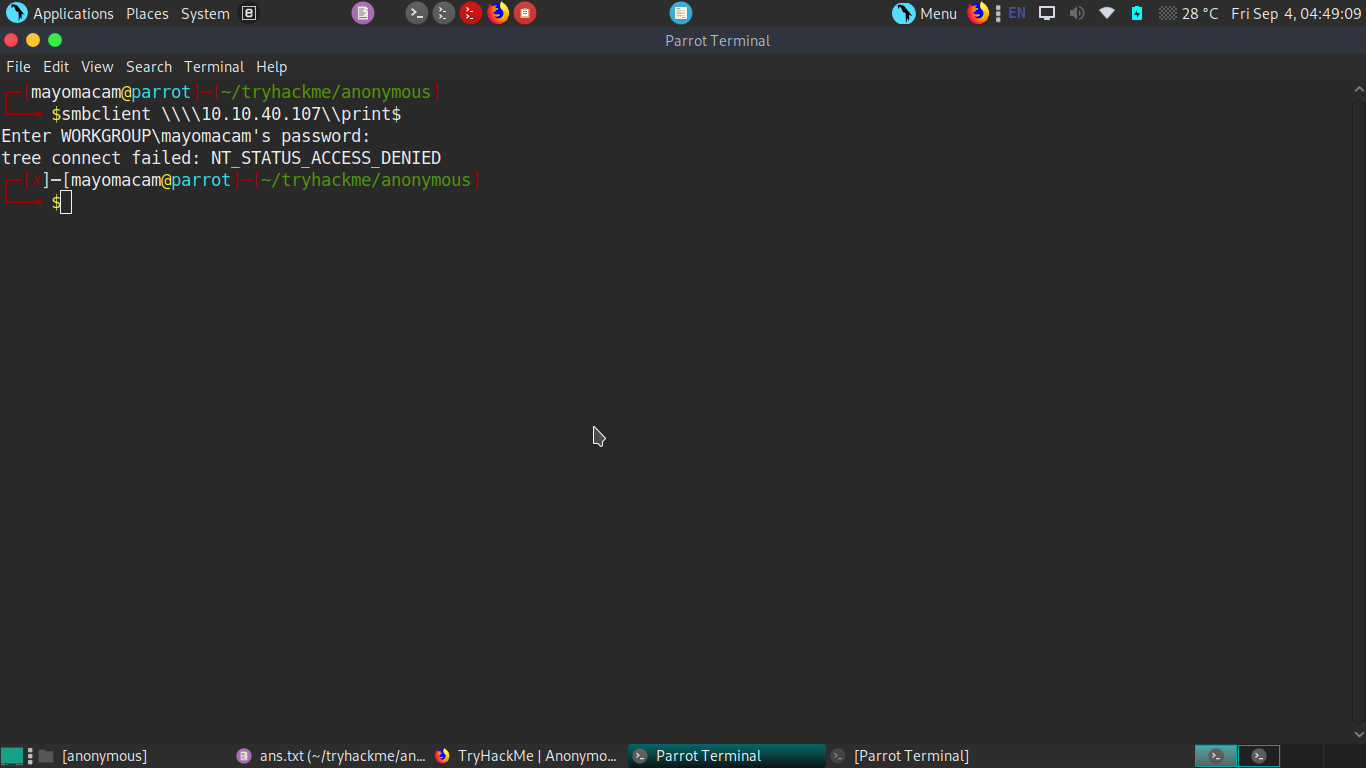 Applications Places System
Menu EN 28 °C Fri Sep 4, 04:49:09
Parrot Terminal
File Edit View Search Terminal Help
┌─[mayomacam@parrot]─[~/tryhackme/anonymous]
└──╼ $smbclient \\\\10.10.40.107\\print$
Enter WORKGROUP\mayomacam's password:
tree connect failed: NT_STATUS_ACCESS_DENIED
┌─[✗]─[mayomacam@parrot]─[~/tryhackme/anonymous]
└──╼ $
[anonymous] ans.txt (~/tryhackme/an... TryHackMe | Anonymo... Parrot Terminal [Parrot Terminal]